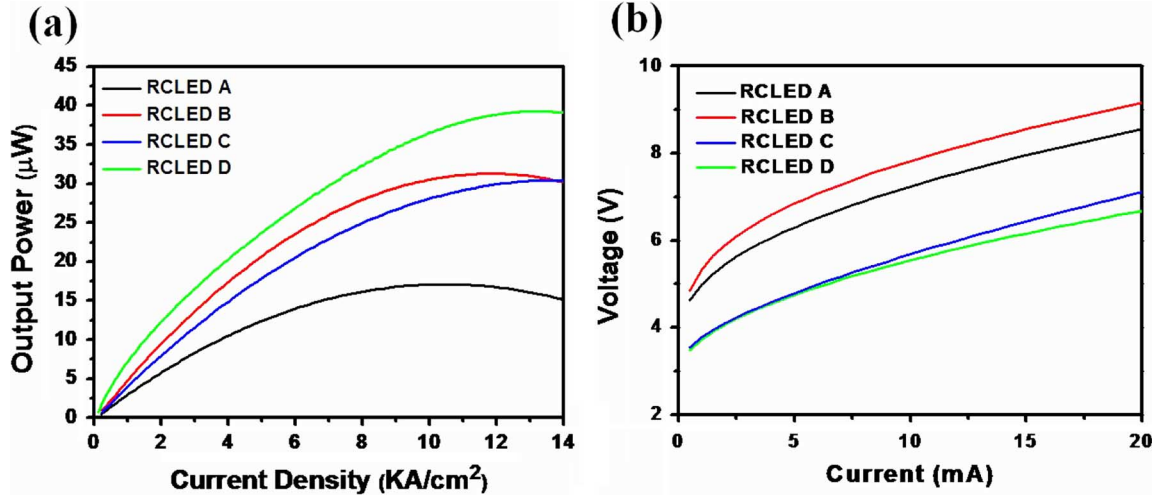 (a)
45
40
35
30
25
20
15
10
5
0
Output Power (μW)
RCLED A
RCLED B
RCLED C
RCLED D
0 2 4 6 8 10 12 14
Current Density (KA/cm²)
(b)
10
8
6
4
2
Voltage (V)
RCLED A
RCLED B
RCLED C
RCLED D
0 5 10 15 20
Current (mA)